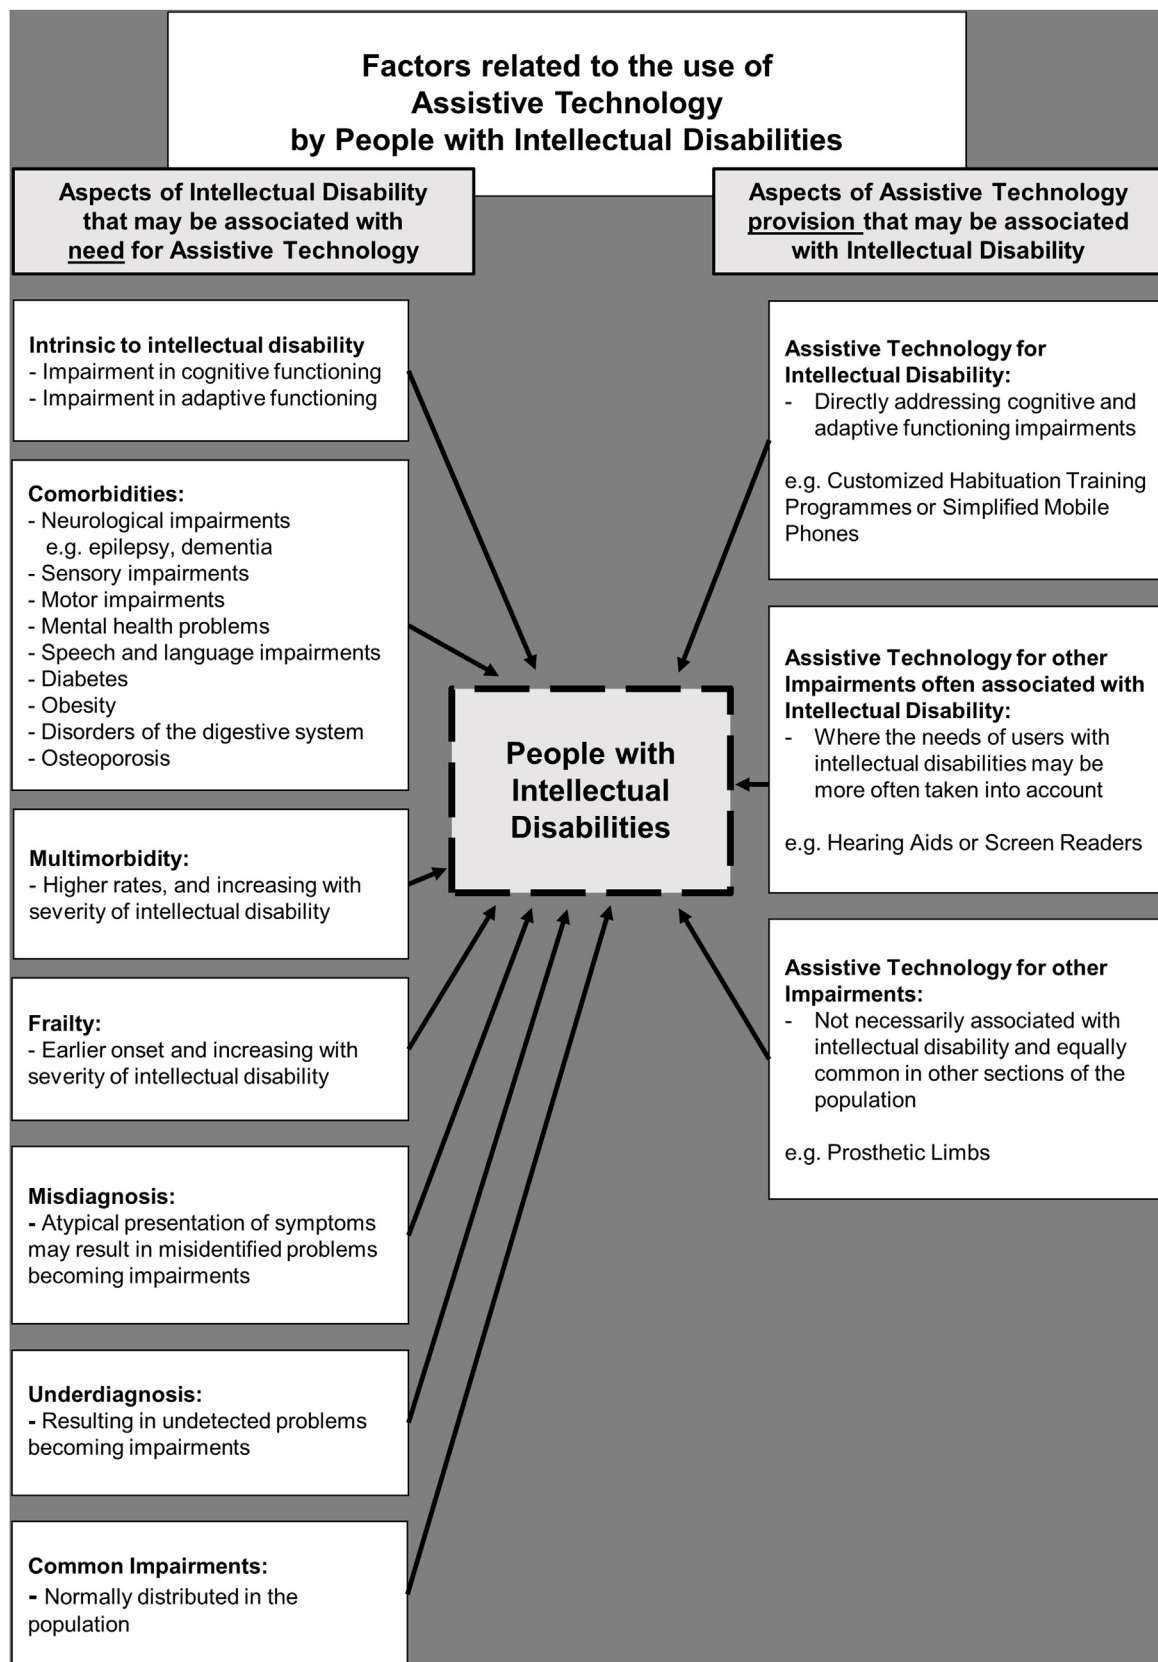 Factors related to the use of
Assistive Technology
by People with Intellectual Disabilities
Aspects of Intellectual Disability
that may be associated with
need for Assistive Technology
Aspects of Assistive Technology
provision that may be associated
with Intellectual Disability
Intrinsic to intellectual disability
- Impairment in cognitive functioning
- Impairment in adaptive functioning
Comorbidities:
- Neurological impairments
e.g. epilepsy, dementia
- Sensory impairments
- Motor impairments
- Mental health problems
- Speech and language impairments
- Diabetes
- Obesity
- Disorders of the digestive system
- Osteoporosis
Multimorbidity:
- Higher rates, and increasing with
severity of intellectual disability
Frailty:
- Earlier onset and increasing with
severity of intellectual disability
Misdiagnosis:
- Atypical presentation of symptoms
may result in misidentified problems
becoming impairments
Underdiagnosis:
- Resulting in undetected problems
becoming impairments
Common Impairments:
- Normally distributed in the
population
People with
Intellectual
Disabilities
Assistive Technology for
Intellectual Disability:
- Directly addressing cognitive and
adaptive functioning impairments
e.g. Customized Habituation Training
Programmes or Simplified Mobile
Phones
Assistive Technology for other
Impairments often associated with
Intellectual Disability:
- Where the needs of users with
intellectual disabilities may be
more often taken into account
e.g. Hearing Aids or Screen Readers
Assistive Technology for other
Impairments:
- Not necessarily associated with
intellectual disability and equally
common in other sections of the
population
e.g. Prosthetic Limbs